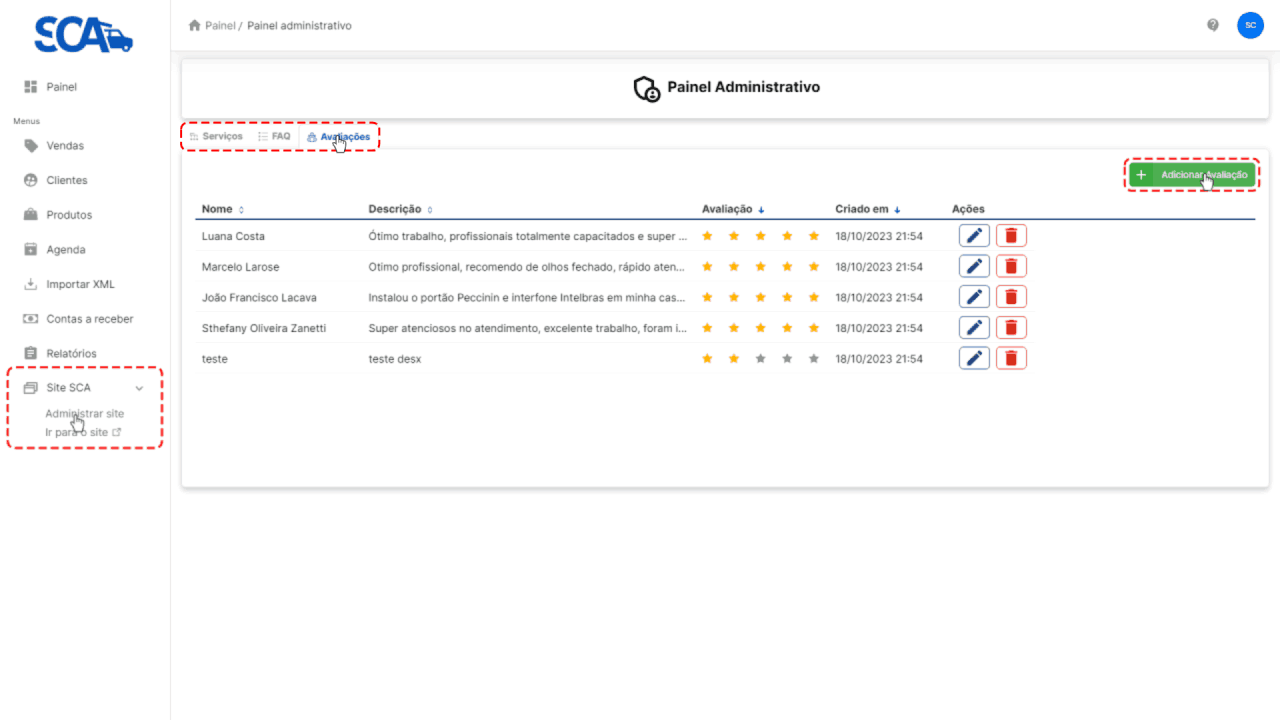 SCA
Painel / Painel administrativo
SC
Painel
Menus
Vendas
Clientes
Produtos
Agenda
Importar XML
Contas a receber
Relatórios
Site SCA
Administrar site
Ir para o site
Painel Administrativo
Serviços FAQ Avaliações
+ Adicionar Avaliação
Nome Descrição Avaliação Criado em Ações
Luana Costa Ótimo trabalho, profissionais totalmente capacitados e super ... 18/10/2023 21:54
Marcelo Larose Otimo profissional, recomendo de olhos fechado, rápido aten... 18/10/2023 21:54
João Francisco Lacava Instalou o portão Peccinin e interfone Intelbras em minha cas... 18/10/2023 21:54
Sthefany Oliveira Zanetti Super atenciosos no atendimento, excelente trabalho, foram i... 18/10/2023 21:54
teste teste desx 18/10/2023 21:54